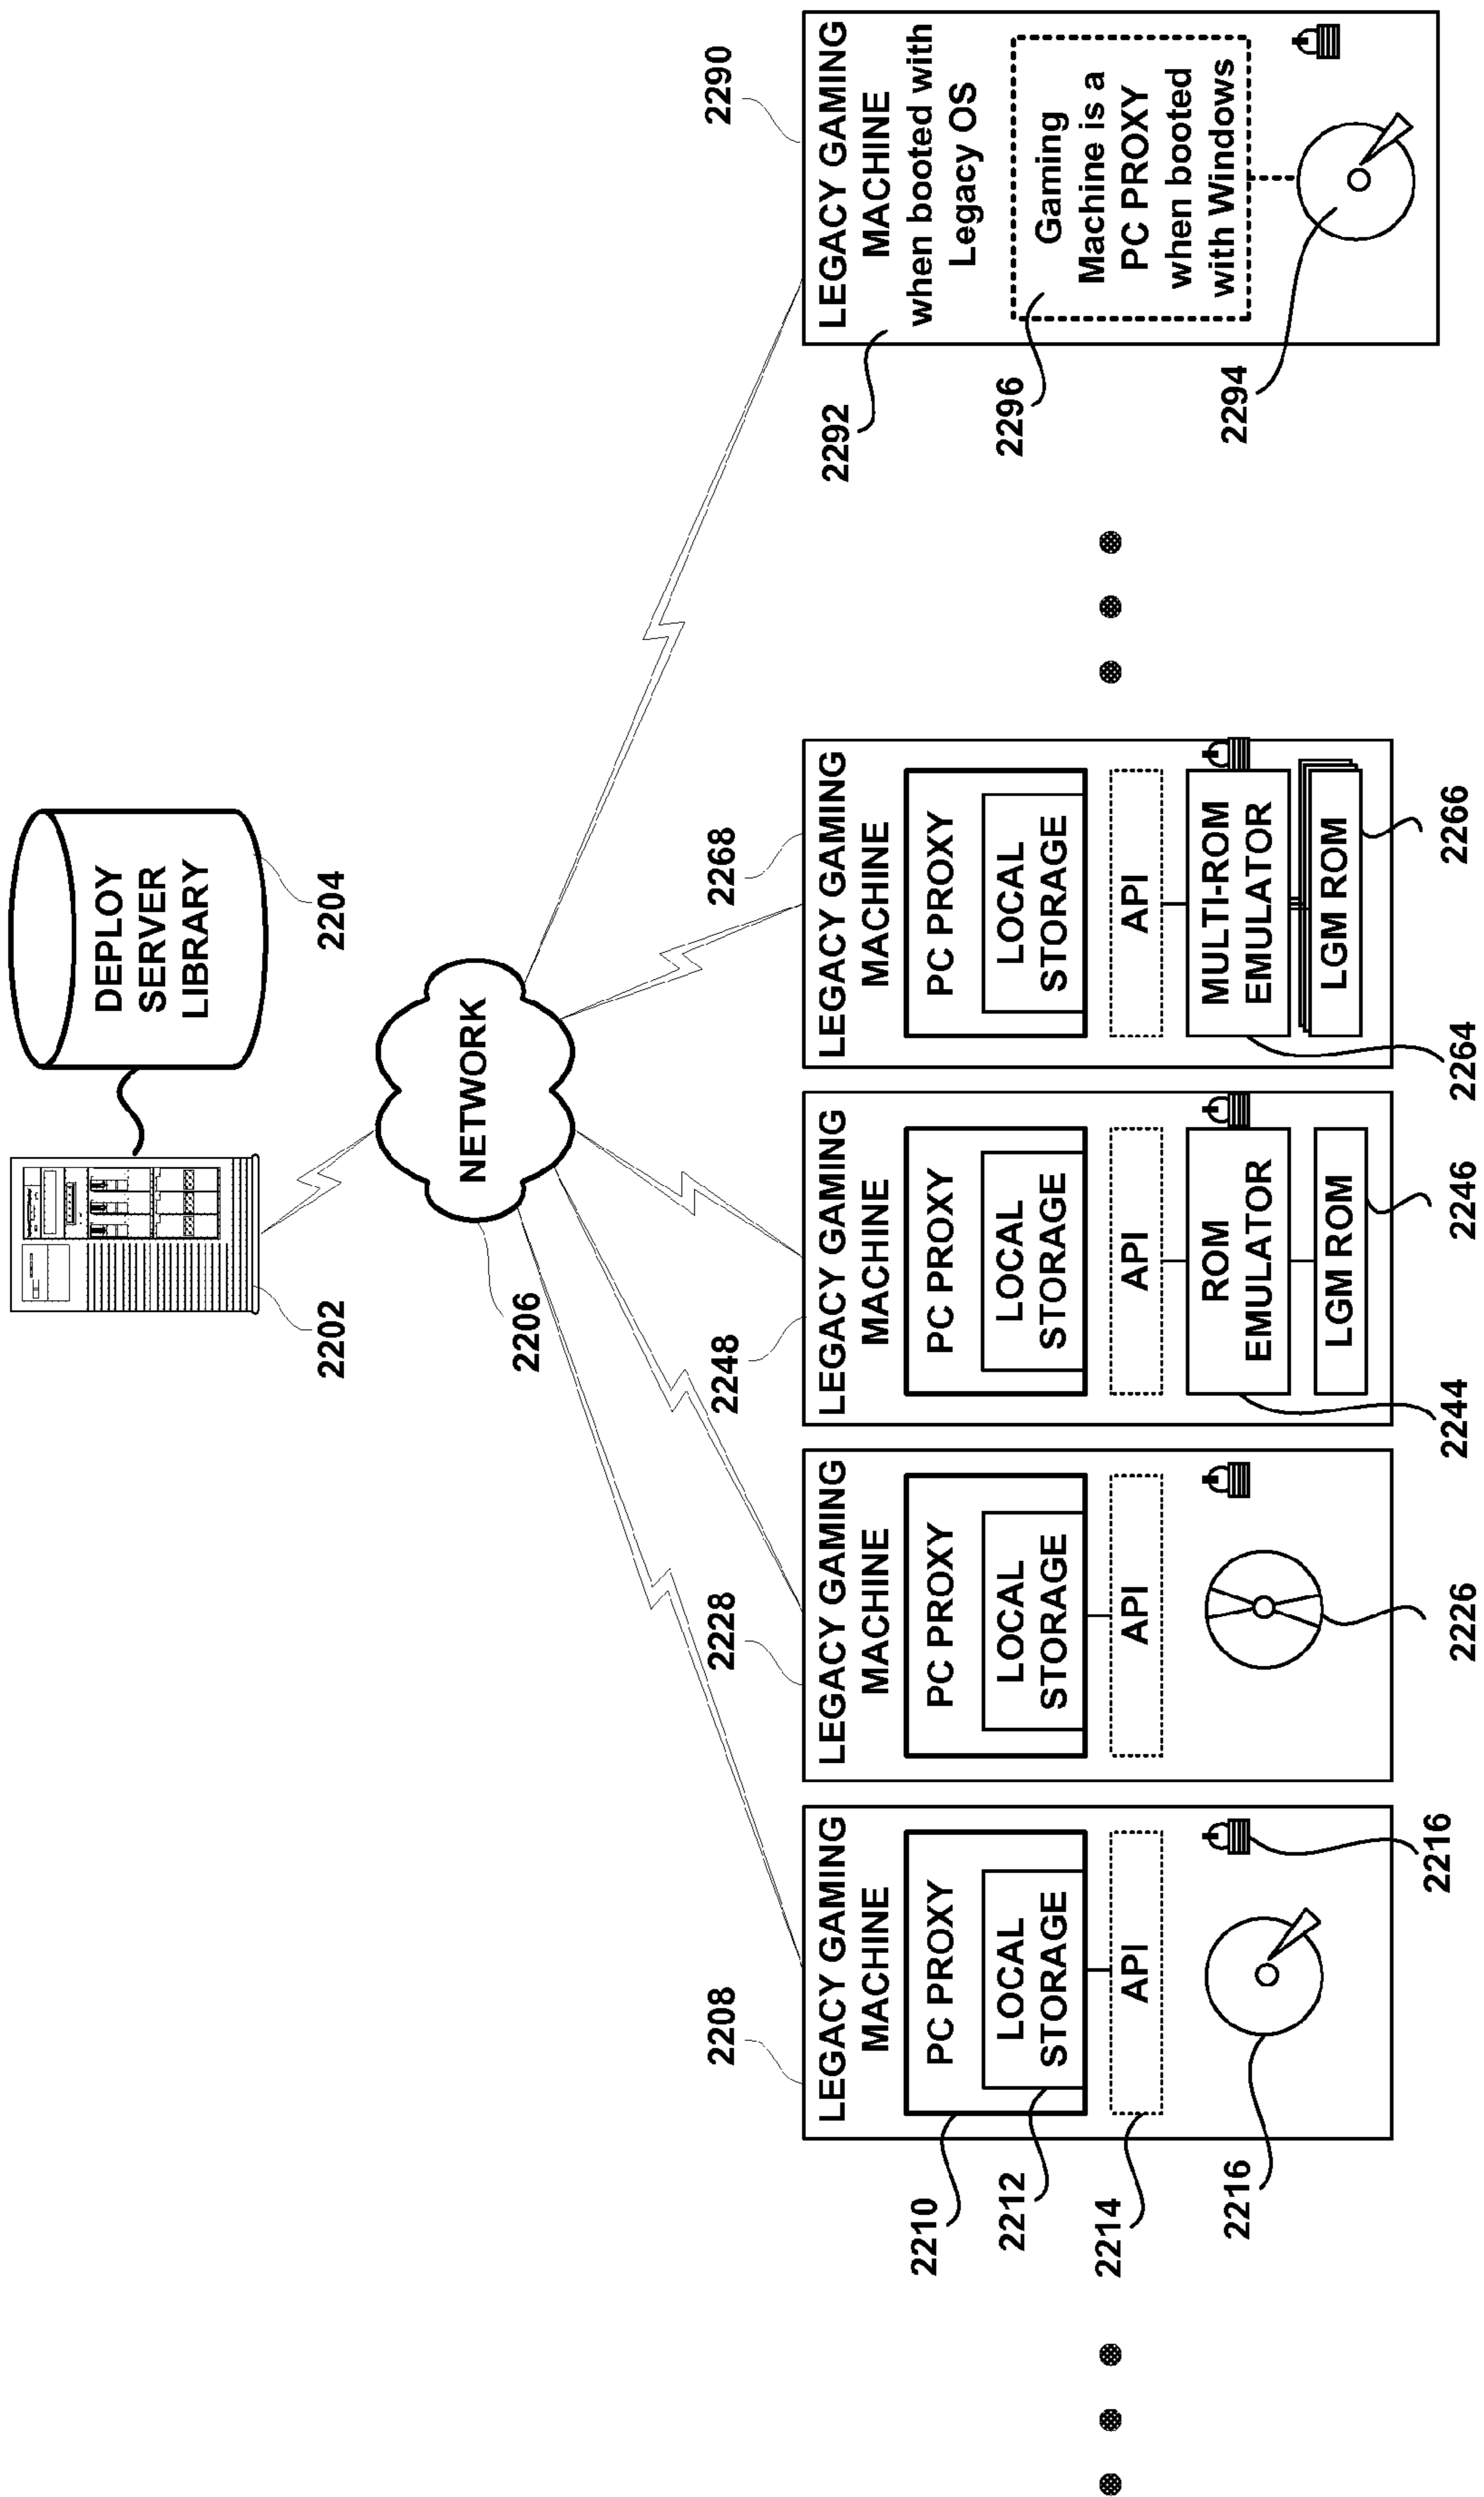 DEPLOY
SERVER
LIBRARY
2202
2204
NETWORK
2206
2208
2228
2248
2268
2290
LEGACY GAMING
MACHINE
PC PROXY
LOCAL
STORAGE
API
2210
2212
2214
2216
2216
LEGACY GAMING
MACHINE
PC PROXY
LOCAL
STORAGE
API
2226
LEGACY GAMING
MACHINE
PC PROXY
LOCAL
STORAGE
API
ROM
EMULATOR
LGM ROM
2244
2246
LEGACY GAMING
MACHINE
PC PROXY
LOCAL
STORAGE
API
MULTI-ROM
EMULATOR
LGM ROM
2264
2266
LEGACY GAMING
MACHINE
when booted with
Legacy OS
Gaming
Machine is a
PC PROXY
when booted
with Windows
2292
2296
2294